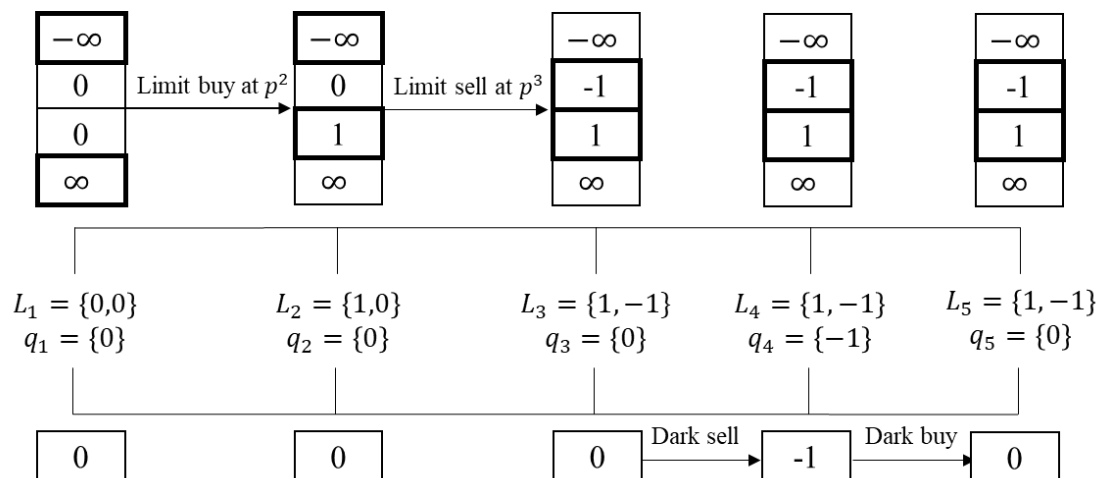 −∞ −∞ −∞ −∞ −∞
0 Limit buy at p² 0 Limit sell at p³ -1 -1 -1
0 1 1 1 1
∞ ∞ ∞ ∞ ∞
L₁ = {0,0} L₂ = {1,0} L₃ = {1,−1} L₄ = {1,−1} L₅ = {1,−1}
q₁ = {0} q₂ = {0} q₃ = {0} q₄ = {−1} q₅ = {0}
0 0 0 Dark sell -1 Dark buy 0